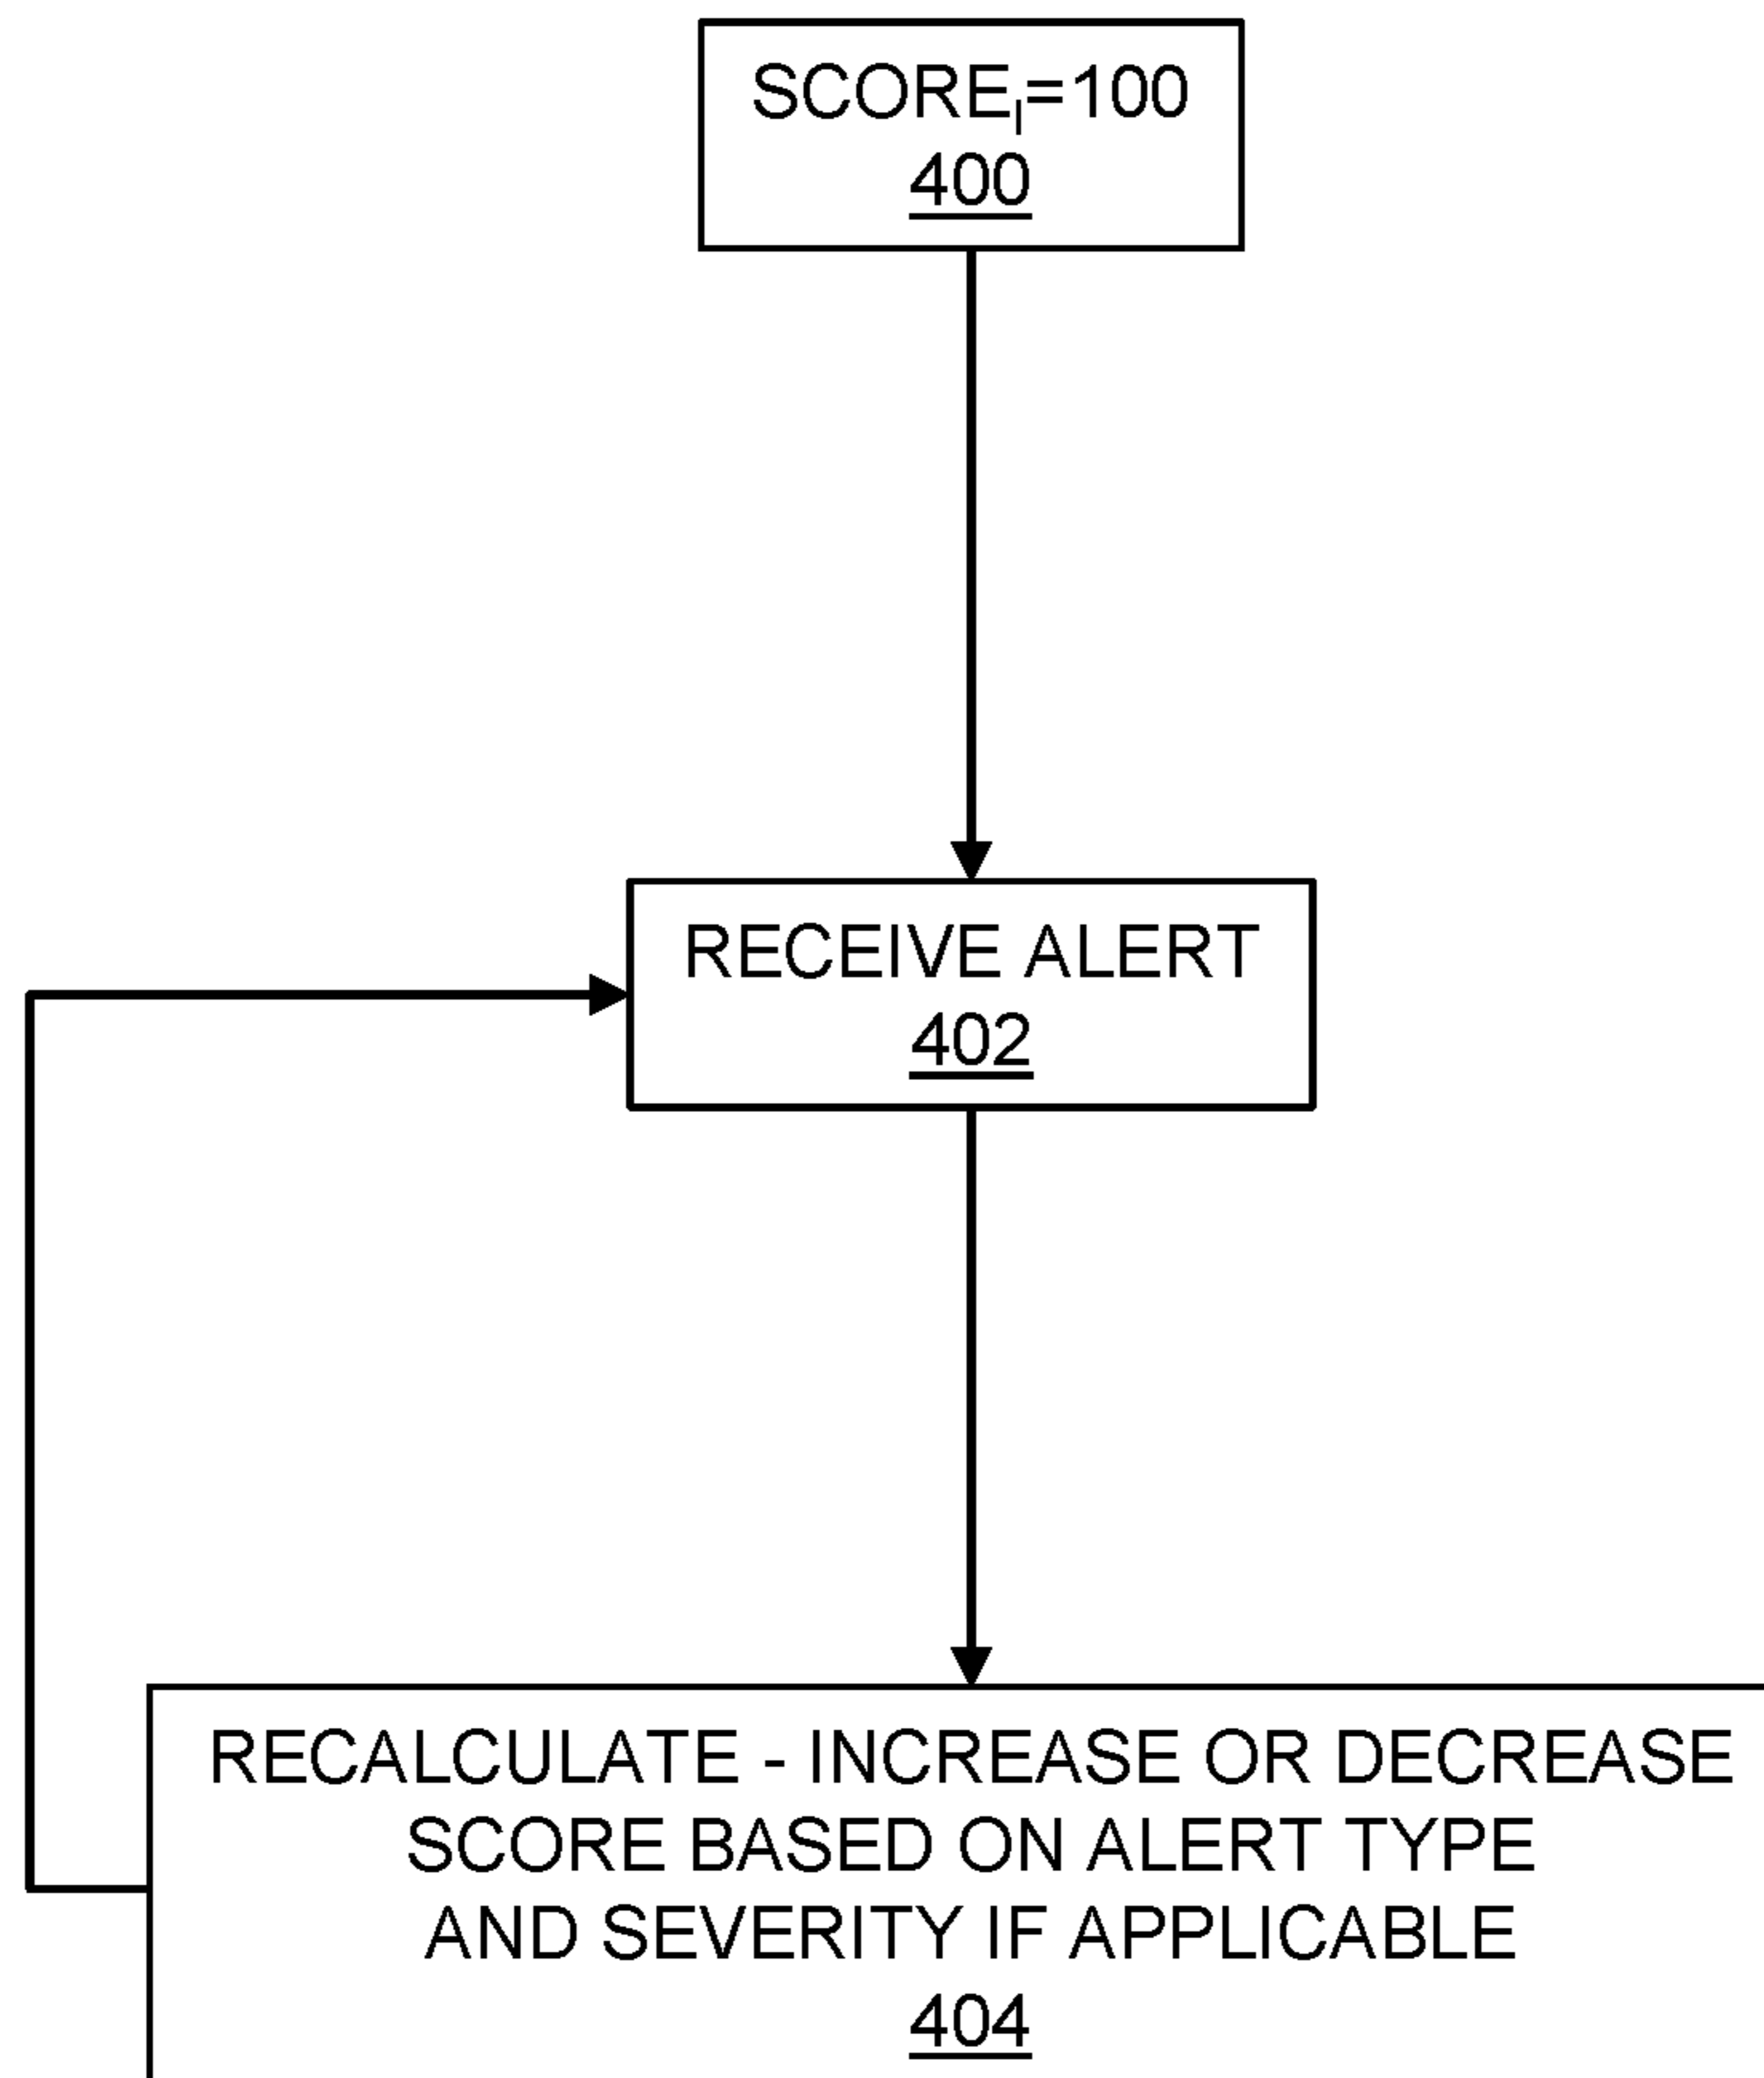 SCOREI=100
400
RECEIVE ALERT
402
RECALCULATE - INCREASE OR DECREASE
SCORE BASED ON ALERT TYPE
AND SEVERITY IF APPLICABLE
404